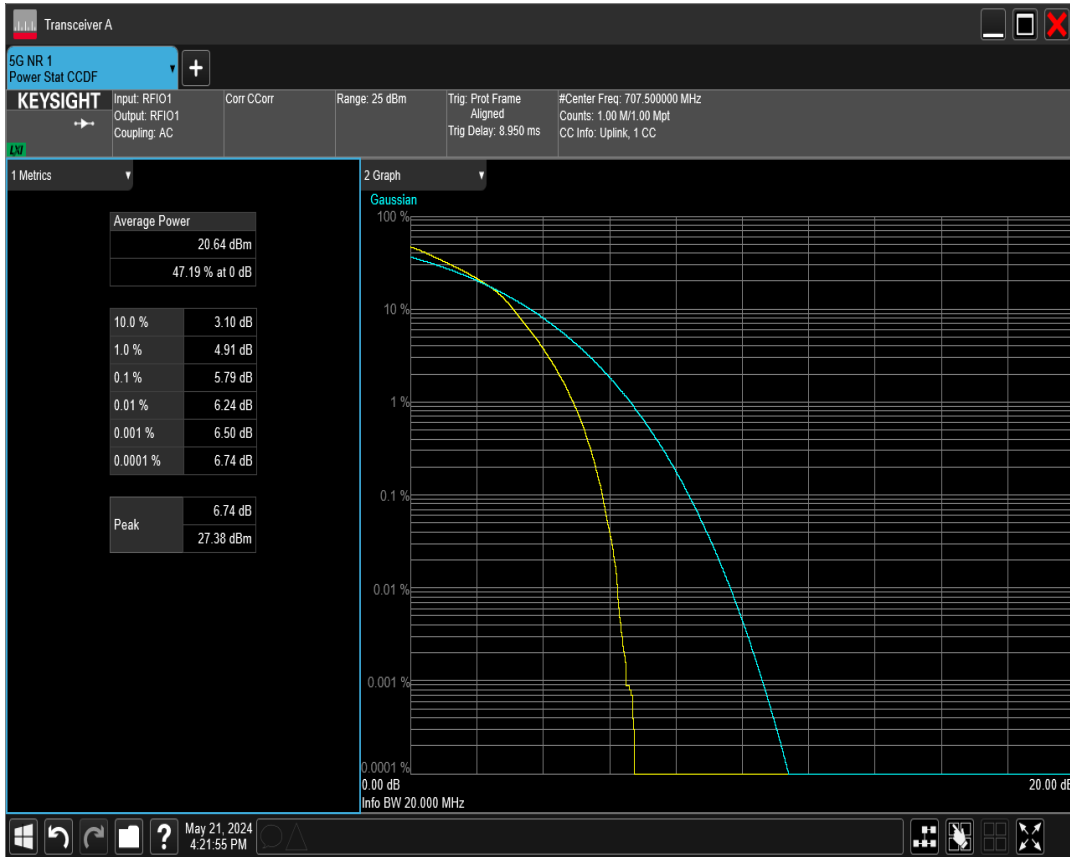 Transceiver A
5G NR 1
Power Stat CCDF
KEYSIGHT
LXI
Input: RFIO1
Output: RFIO1
Coupling: AC
Corr CCorr
Range: 25 dBm
Trig: Prot Frame
Aligned
Trig Delay: 8.950 ms
#Center Freq: 707.500000 MHz
Counts: 1.00 M/1.00 Mpt
CC Info: Uplink, 1 CC
1 Metrics
Average Power
20.64 dBm
47.19 % at 0 dB
10.0 % 3.10 dB
1.0 % 4.91 dB
0.1 % 5.79 dB
0.01 % 6.24 dB
0.001 % 6.50 dB
0.0001 % 6.74 dB
Peak
6.74 dB
27.38 dBm
2 Graph
Gaussian
100 %
10 %
1 %
0.1 %
0.01 %
0.001 %
0.0001 %
0.00 dB 20.00 dB
Info BW 20.000 MHz
? May 21, 2024
4:21:55 PM